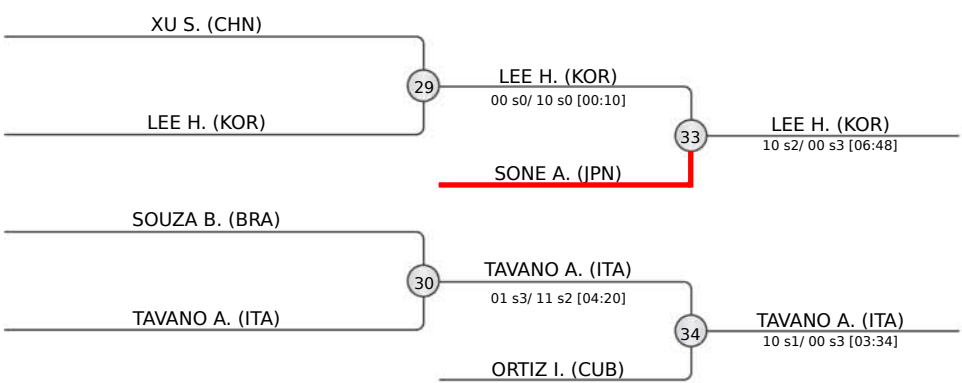 XU S. (CHN)
29
LEE H. (KOR)
00 s0/ 10 s0 [00:10]
LEE H. (KOR)
33
LEE H. (KOR)
10 s2/ 00 s3 [06:48]
SONE A. (JPN)
SOUZA B. (BRA)
30
TAVANO A. (ITA)
01 s3/ 11 s2 [04:20]
TAVANO A. (ITA)
34
TAVANO A. (ITA)
10 s1/ 00 s3 [03:34]
ORTIZ I. (CUB)